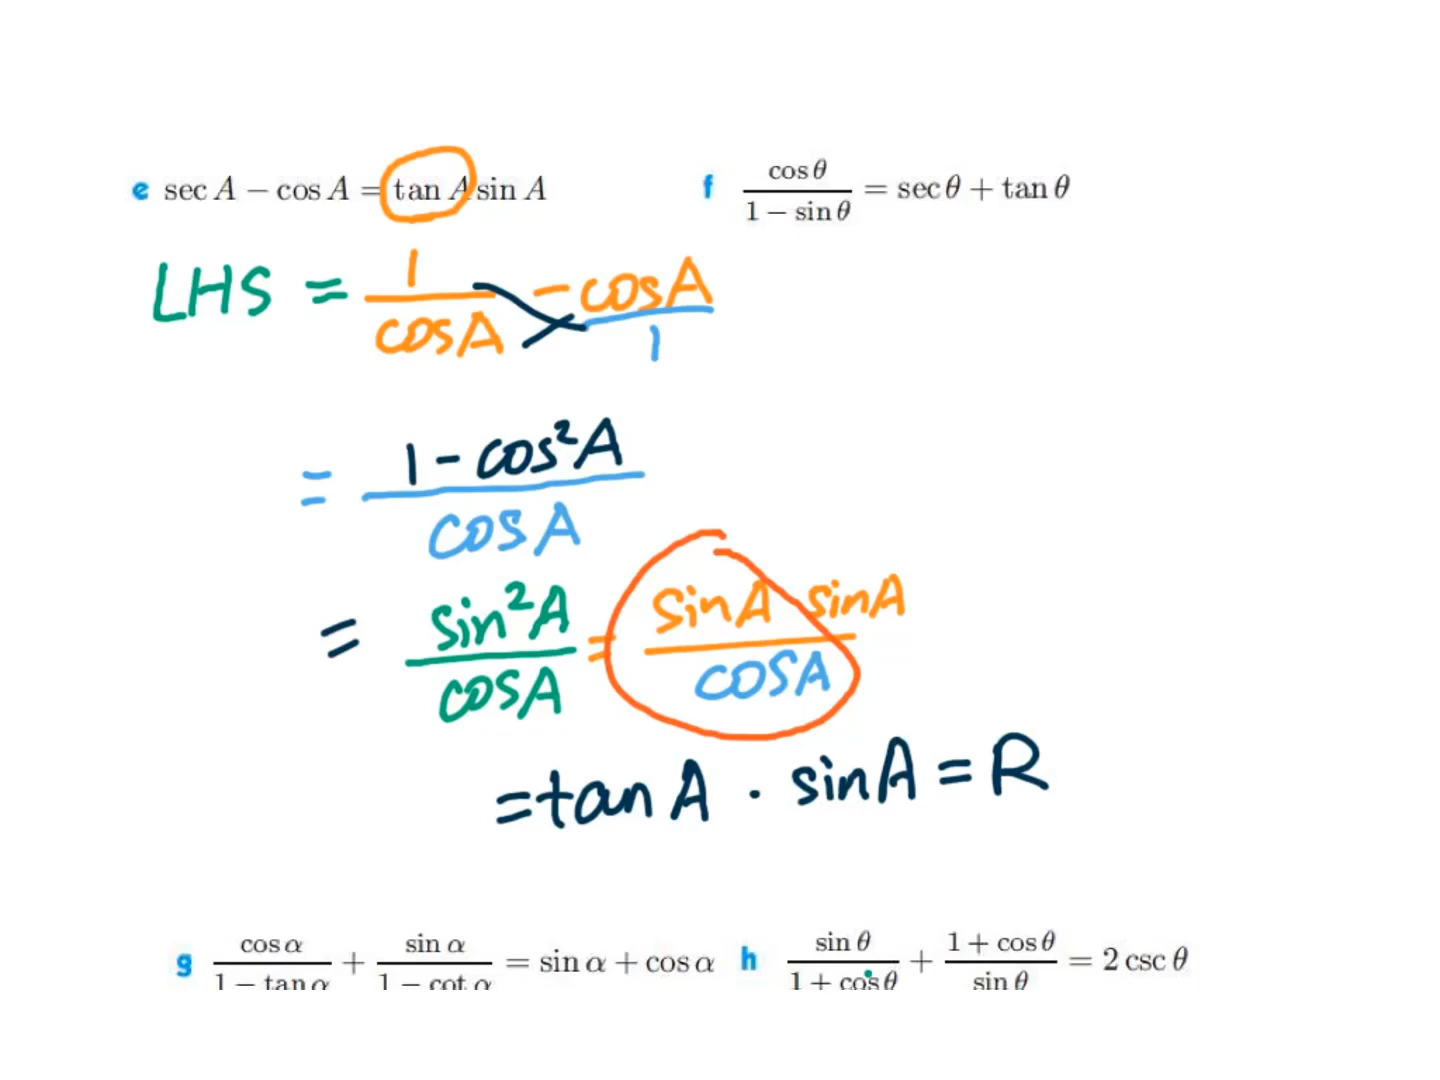 e sec A − cos A = tan A sin A
f cos θ / 1 − sin θ = sec θ + tan θ
LHS = 1 / cosA − cosA / 1
= 1 − cos²A / cosA
= sin²A / cosA = sinA sinA / cosA
= tanA · sinA = R
g cos α / 1 − tan α + sin α / 1 − cot α = sin α + cos α
h sin θ / 1 + cos θ + 1 + cos θ / sin θ = 2 csc θ